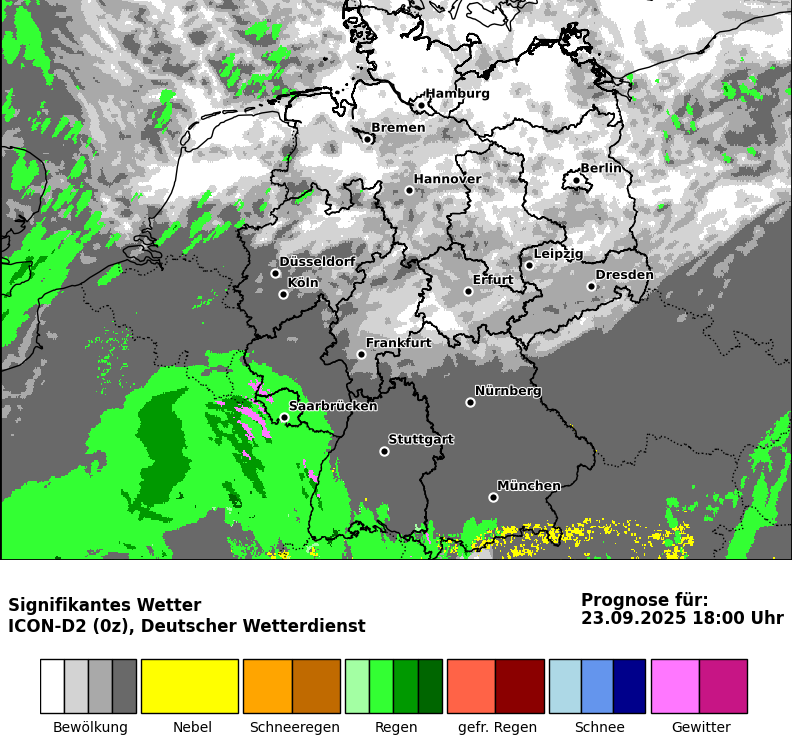 Hamburg
Bremen
Berlin
Hannover
Leipzig
Düsseldorf
Dresden
Köln
Erfurt
Frankfurt
Nürnberg
Saarbrücken
Stuttgart
München
Signifikantes Wetter
ICON-D2 (0z), Deutscher Wetterdienst
Prognose für:
23.09.2025 18:00 Uhr
Bewölkung Nebel Schneeregen Regen gefr. Regen Schnee Gewitter